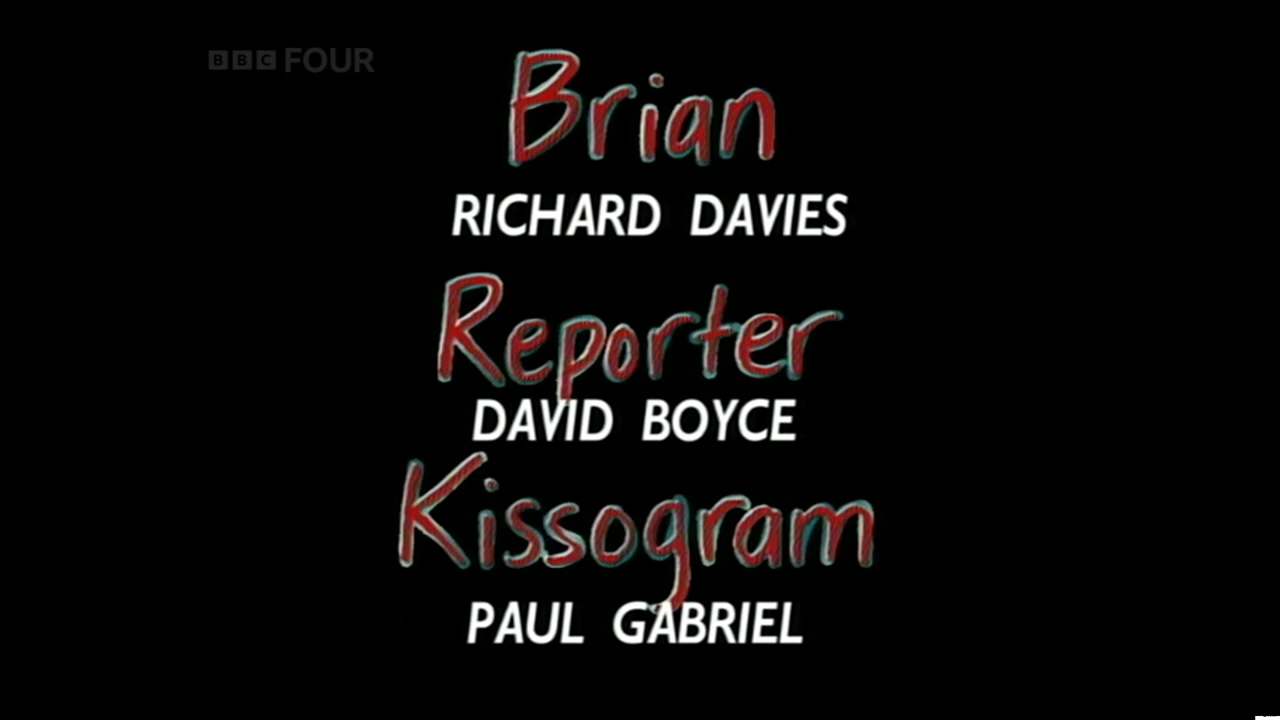 BBC FOUR
Brian
RICHARD DAVIES
Reporter
DAVID BOYCE
Kissogram
PAUL GABRIEL